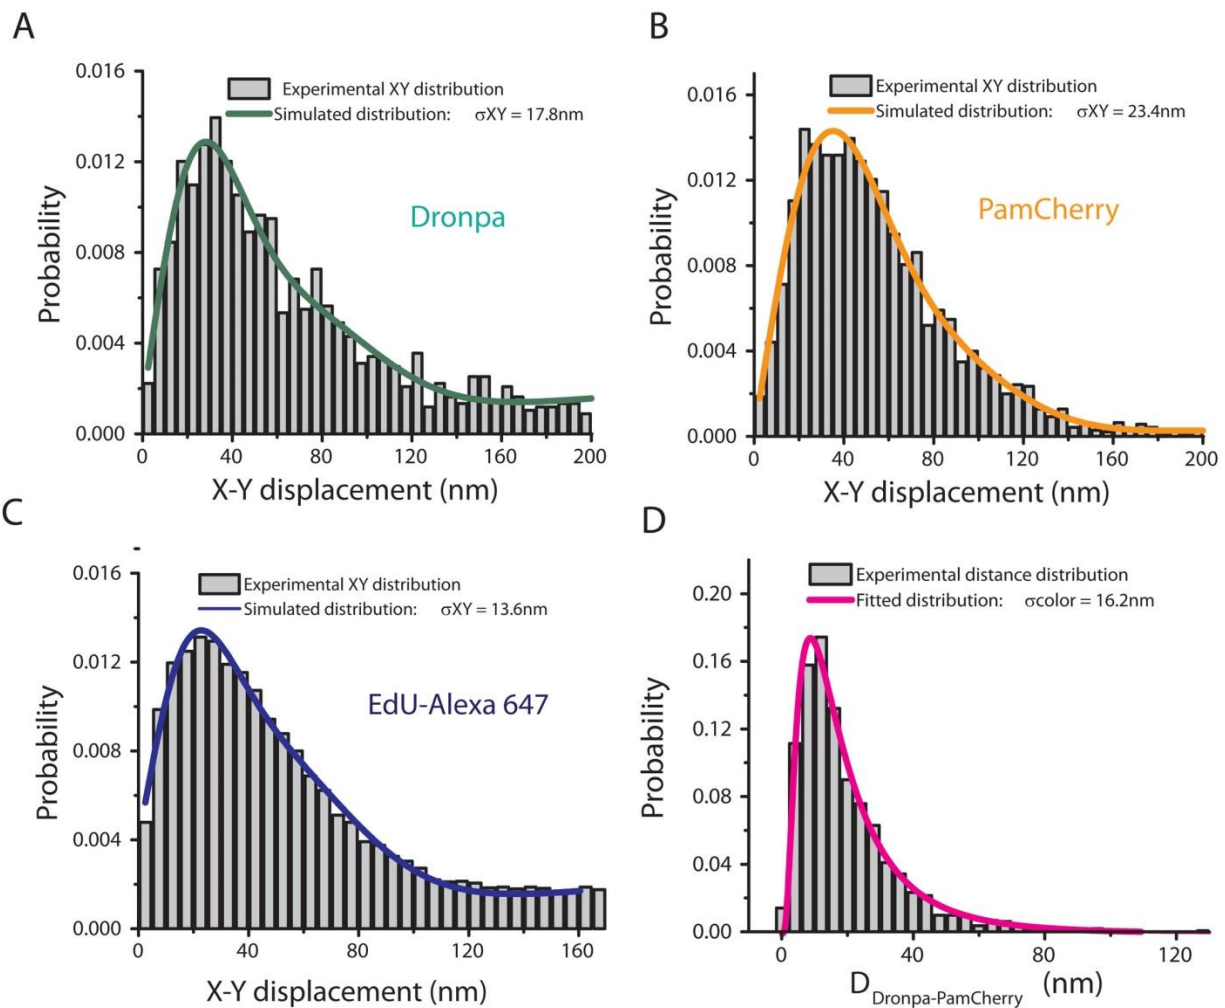 A
Experimental XY distribution
Simulated distribution: σXY = 17.8nm
Dronpa
Probability
0.016
0.012
0.008
0.004
0.000
0 40 80 120 160 200
X-Y displacement (nm)
B
Experimental XY distribution
Simulated distribution: σXY = 23.4nm
PamCherry
Probability
0.016
0.012
0.008
0.004
0.000
0 40 80 120 160 200
X-Y displacement (nm)
C
Experimental XY distribution
Simulated distribution: σXY = 13.6nm
EdU-Alexa 647
Probability
0.016
0.012
0.008
0.004
0.000
0 40 80 120 160
X-Y displacement (nm)
D
Experimental distance distribution
Fitted distribution: σcolor = 16.2nm
Probability
0.20
0.16
0.12
0.08
0.04
0.00
0 40 80 120
D Dronpa-PamCherry (nm)